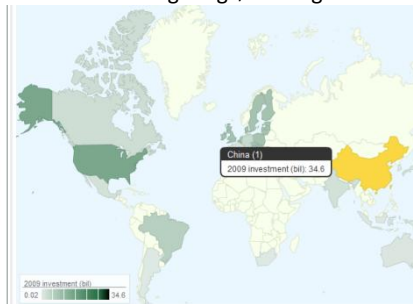 China (1)
2009 investment (bil): 34.6
2009 investment (bil)
0.02 34.6